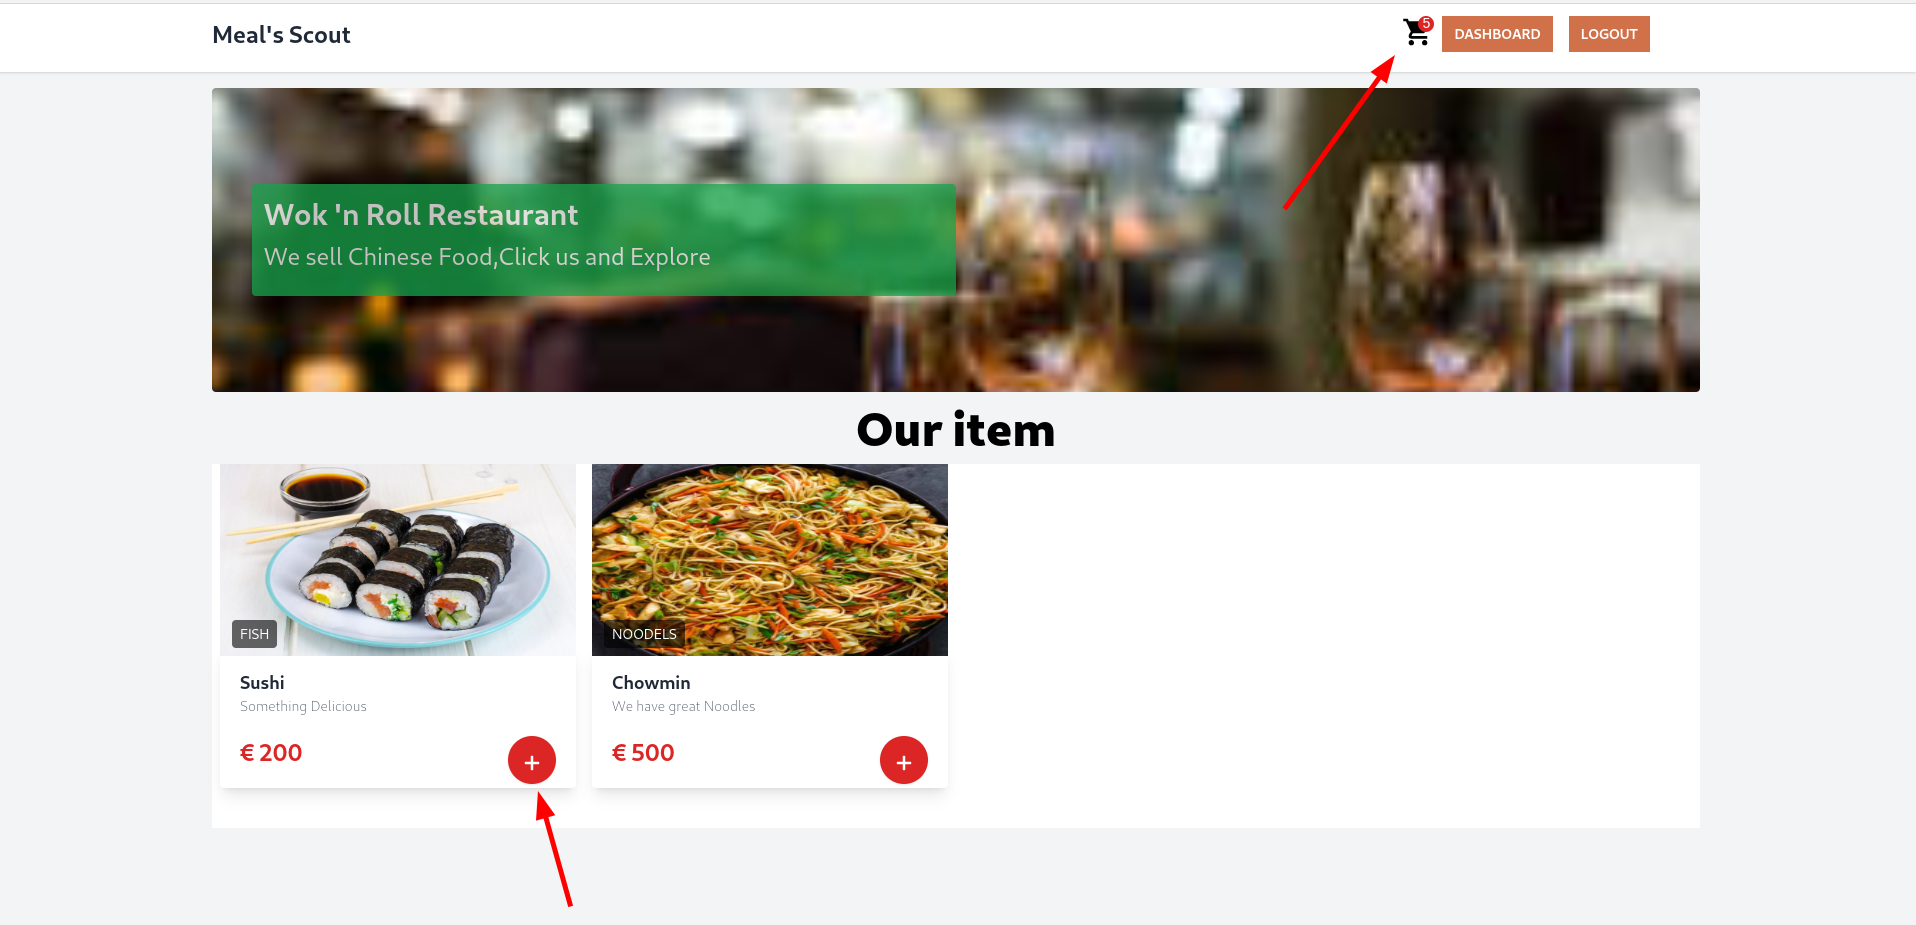 Meal's Scout
5
DASHBOARD
LOGOUT
Wok 'n Roll Restaurant
We sell Chinese Food,Click us and Explore
Our item
FISH
NOODELS
Sushi
Something Delicious
€ 200
+
Chowmin
We have great Noodles
€ 500
+